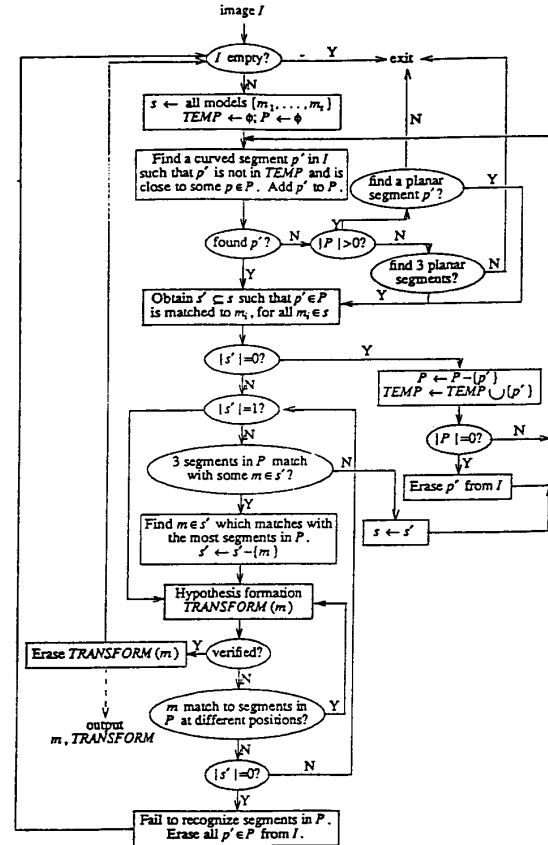 image I
I empty?
Y
exit
N
s ← all models {m₁, . . . , mₜ}
TEMP ← ϕ; P ← ϕ
N
Find a curved segment p′ in I
such that p′ is not in TEMP and is
close to some p ∈ P. Add p′ to P.
find a planar
segment p′?
Y
Y
found p′?
N
|P|>0?
N
find 3 planar
segments?
N
Y
Y
Obtain s′ ⊆ s such that p′ ∈ P
is matched to mᵢ, for all mᵢ ∈ s
|s′|=0?
Y
N
P ← P−{p′}
TEMP ← TEMP ∪ {p′}
|s′|=1?
|P|=0?
N
N
Y
3 segments in P match
with some m ∈ s′?
N
Erase p′ from I
Y
Find m ∈ s′ which matches with
the most segments in P.
s′ ← s′−{m}
s ← s′
Hypothesis formation
TRANSFORM (m)
Erase TRANSFORM (m)
Y
verified?
N
output
m, TRANSFORM
m match to segments in
P at different positions?
Y
N
|s′|=0?
N
Y
Fail to recognize segments in P.
Erase all p′ ∈ P from I.